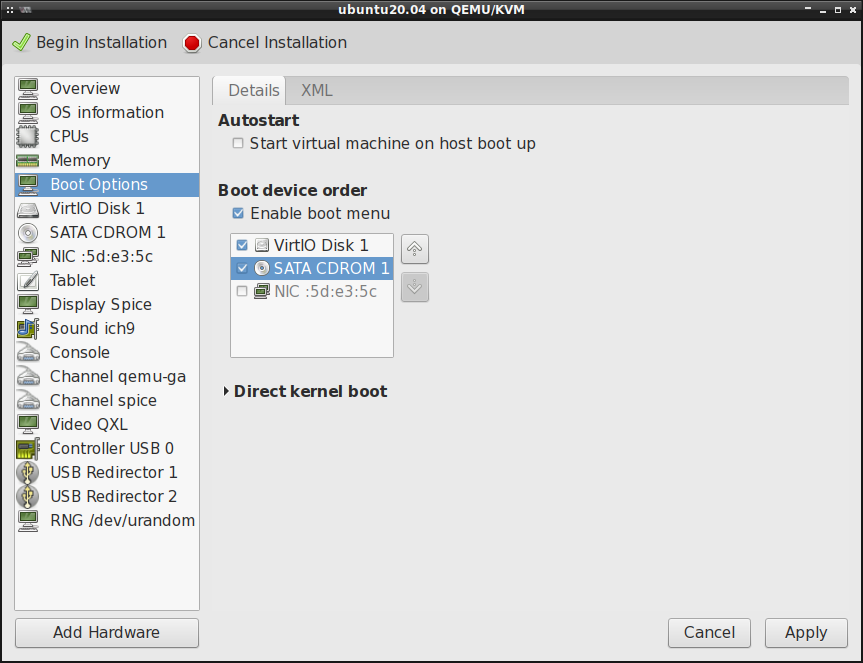 ubuntu20.04 on QEMU/KVM
Begin Installation Cancel Installation
Overview
OS information
CPUs
Memory
Boot Options
VirtIO Disk 1
SATA CDROM 1
NIC :5d:e3:5c
Tablet
Display Spice
Sound ich9
Console
Channel qemu-ga
Channel spice
Video QXL
Controller USB 0
USB Redirector 1
USB Redirector 2
RNG /dev/urandom
Add Hardware
Details XML
Autostart
Start virtual machine on host boot up
Boot device order
Enable boot menu
VirtIO Disk 1
SATA CDROM 1
NIC :5d:e3:5c
Direct kernel boot
Cancel Apply